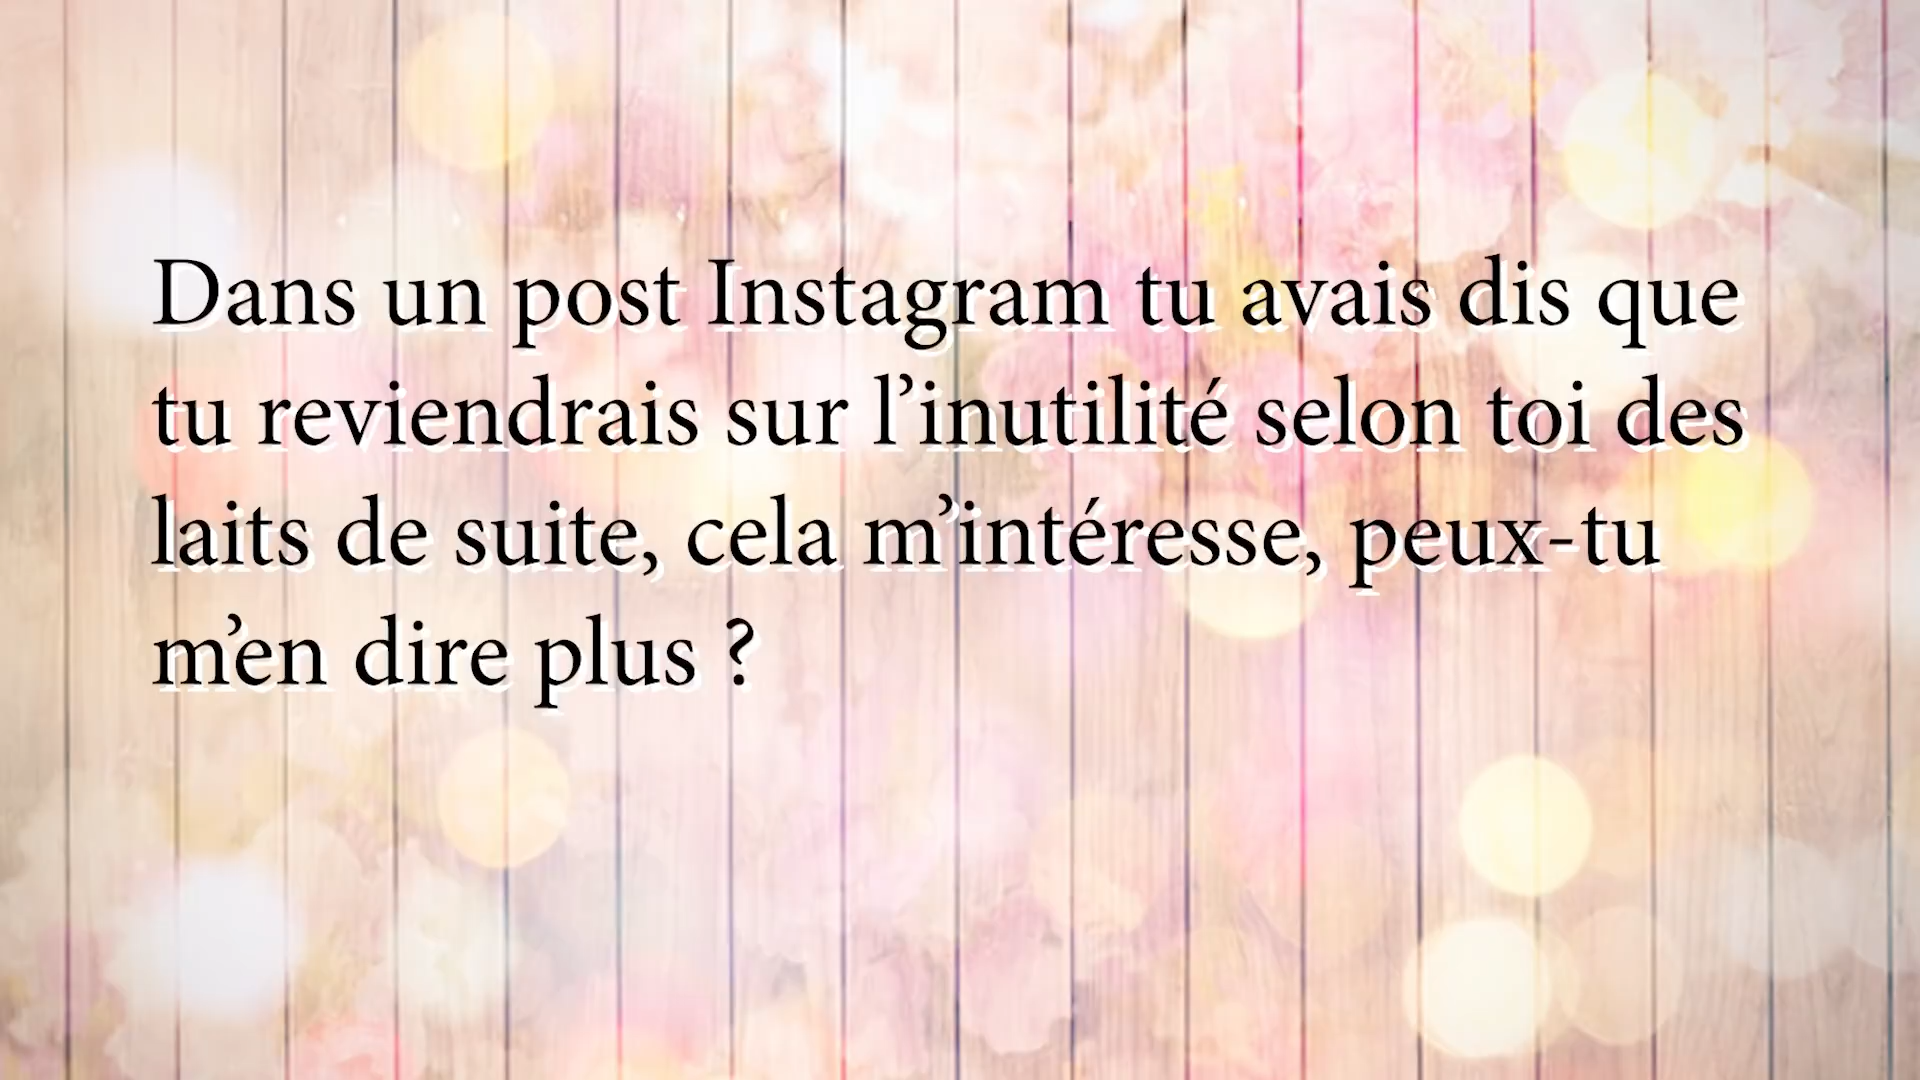 Dans un post Instagram tu avais dis que
tu reviendrais sur l’inutilité selon toi des
laits de suite, cela m’intéresse, peux-tu
m’en dire plus ?